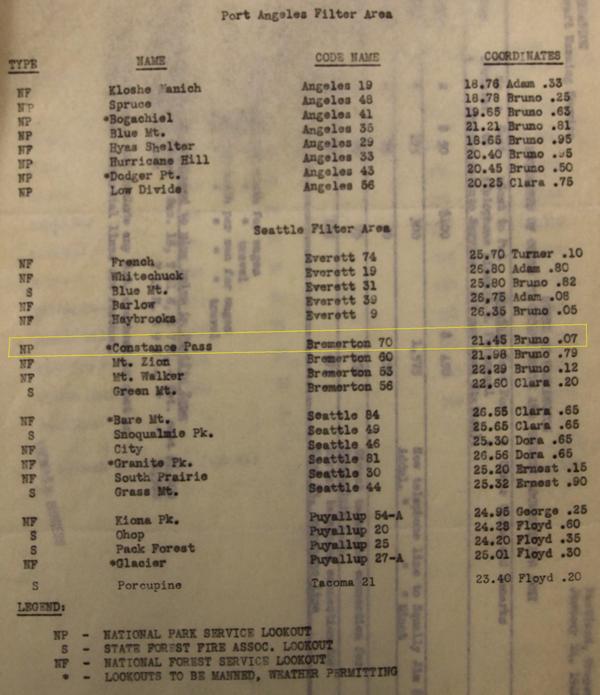 Port Angeles Filter Area
TYPE NAME CODE NAME COORDINATES
NF Kloshe Nanich Angeles 19 18.76 Adam .33
NP Spruce Angeles 48 18.78 Bruno .25
NP *Bogachiel Angeles 41 19.65 Bruno .63
NP Blue Mt. Angeles 35 21.21 Bruno .81
NF Hyas Shelter Angeles 29 18.65 Bruno .95
NP Hurricane Hill Angeles 33 20.40 Bruno
NP *Dodger Pt. Angeles 43 20.45 Bruno .50
NP Low Divide Angeles 56 20.25 Clara .75
Seattle Filter Area
NF French Everett 74 25.70 Turner .10
NF Whitechuck Everett 19 26.80 Adam .80
S Blue Mt. Everett 31 25.80 Bruno .82
NF Barlow Everett 39 26.75 Adam .08
NF Haybrooks Everett 9 26.35 Bruno .05
NP *Constance Pass Bremerton 70 21.45 Bruno .07
NF Mt. Zion Bremerton 60 21.98 Bruno .79
NF Mt. Walker Bremerton 53 22.29 Bruno .12
S Green Mt. Bremerton 56 22.60 Clara .20
NF *Bare Mt. Seattle 84 26.55 Clara .65
S Snoqualmie Pk. Seattle 49 25.65 Clara .65
NF City Seattle 46 25.30 Dora .65
NF *Granite Pk. Seattle 81 26.56 Dora .65
NF South Prairie Seattle 30 25.20 Ernest .15
S Grass Mt. Seattle 44 25.32 Ernest .90
NF Kiona Pk. Puyallup 54-A 24.95 George .25
S Ohop Puyallup 20 24.28 Floyd .60
S Pack Forest Puyallup 25 24.20 Floyd .35
NF *Glacier Puyallup 27-A 25.01 Floyd .30
S Porcupine Tacoma 21 23.40 Floyd .20
LEGEND:
NP - NATIONAL PARK SERVICE LOOKOUT
S - STATE FOREST FIRE ASSOC. LOOKOUT
NF - NATIONAL FOREST SERVICE LOOKOUT
* - LOOKOUTS TO BE MANNED, WEATHER PERMITTING